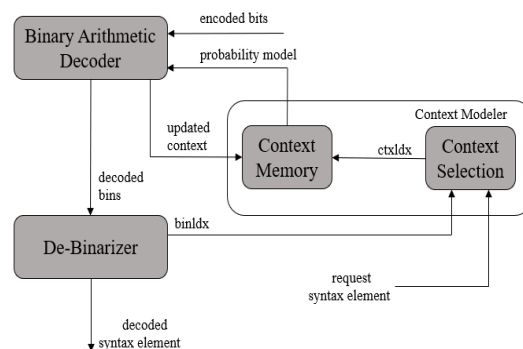 encoded bits
Binary Arithmetic
Decoder
probability model
Context Modeler
updated
context
Context
Memory
ctxIdx
Context
Selection
decoded
bins
De-Binarizer
binIdx
request
syntax element
decoded
syntax element